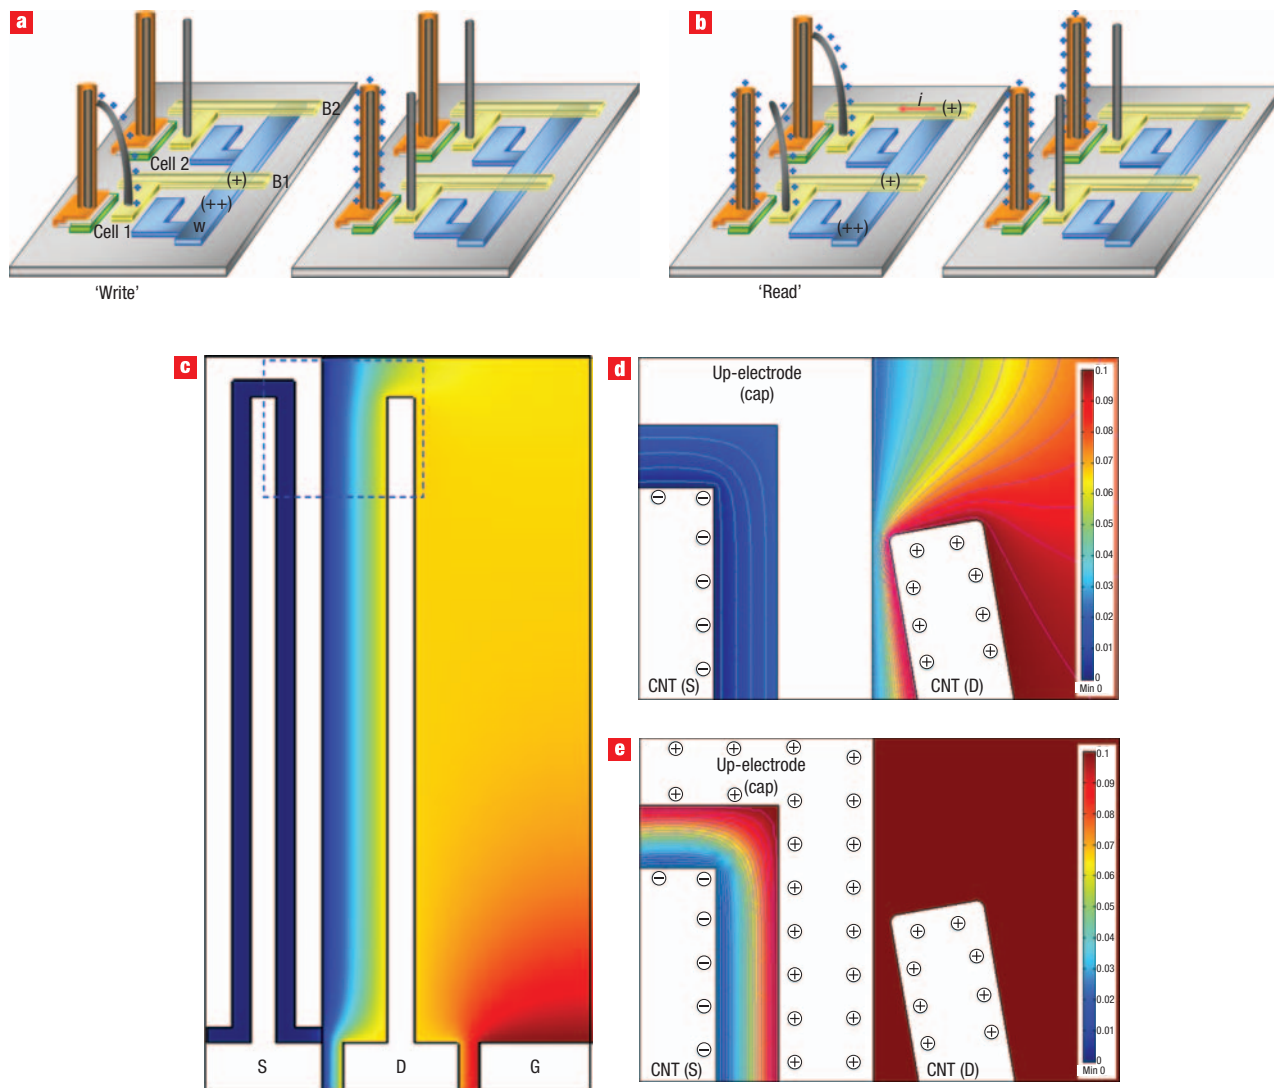 a
B2
Cell 2
(+)
B1
(++)
w
Cell 1
'Write'
b
i
(+)
(+)
(++)
'Read'
c
S
D
G
d
Up-electrode
(cap)
0.1
0.09
0.08
0.07
0.06
0.05
0.04
0.03
0.02
0.01
0
Min 0
CNT (S)
CNT (D)
e
Up-electrode
(cap)
0.1
0.09
0.08
0.07
0.06
0.05
0.04
0.03
0.02
0.01
0
Min 0
CNT (S)
CNT (D)